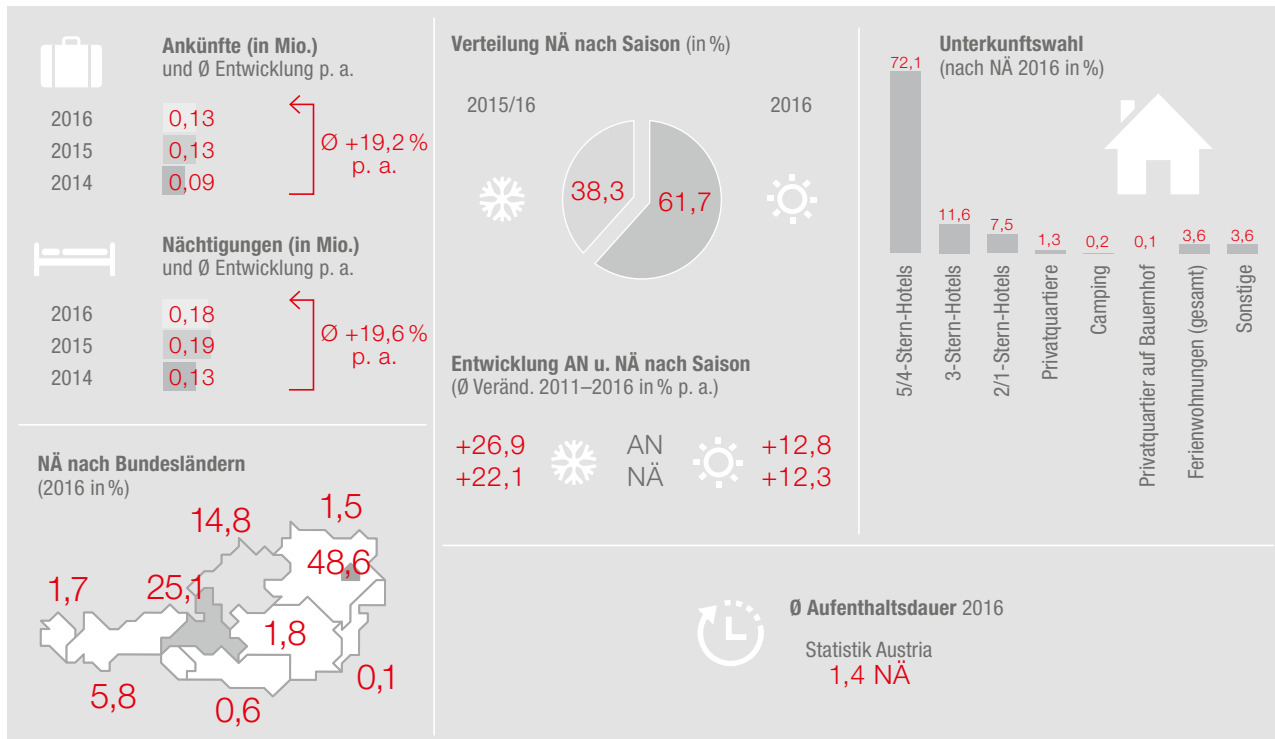 Ankünfte (in Mio.)
und Ø Entwicklung p. a.
2016 0,13
2015 0,13
2014 0,09
Ø +19,2 %
p. a.
Nächtigungen (in Mio.)
und Ø Entwicklung p. a.
2016 0,18
2015 0,19
2014 0,13
Ø +19,6 %
p. a.
NÄ nach Bundesländern
(2016 in %)
1,5
14,8
48,6
1,7
25,1
1,8
0,1
5,8
0,6
Verteilung NÄ nach Saison (in %)
2015/16
2016
38,3
61,7
Entwicklung AN u. NÄ nach Saison
(Ø Veränd. 2011–2016 in % p. a.)
+26,9 AN +12,8
+22,1 NÄ +12,3
Unterkunftswahl
(nach NÄ 2016 in %)
72,1
11,6
7,5
1,3
0,2
0,1
3,6
3,6
5/4-Stern-Hotels
3-Stern-Hotels
2/1-Stern-Hotels
Privatquartiere
Camping
Privatquartier auf Bauernhof
Ferienwohnungen (gesamt)
Sonstige
Ø Aufenthaltsdauer 2016
Statistik Austria
1,4 NÄ